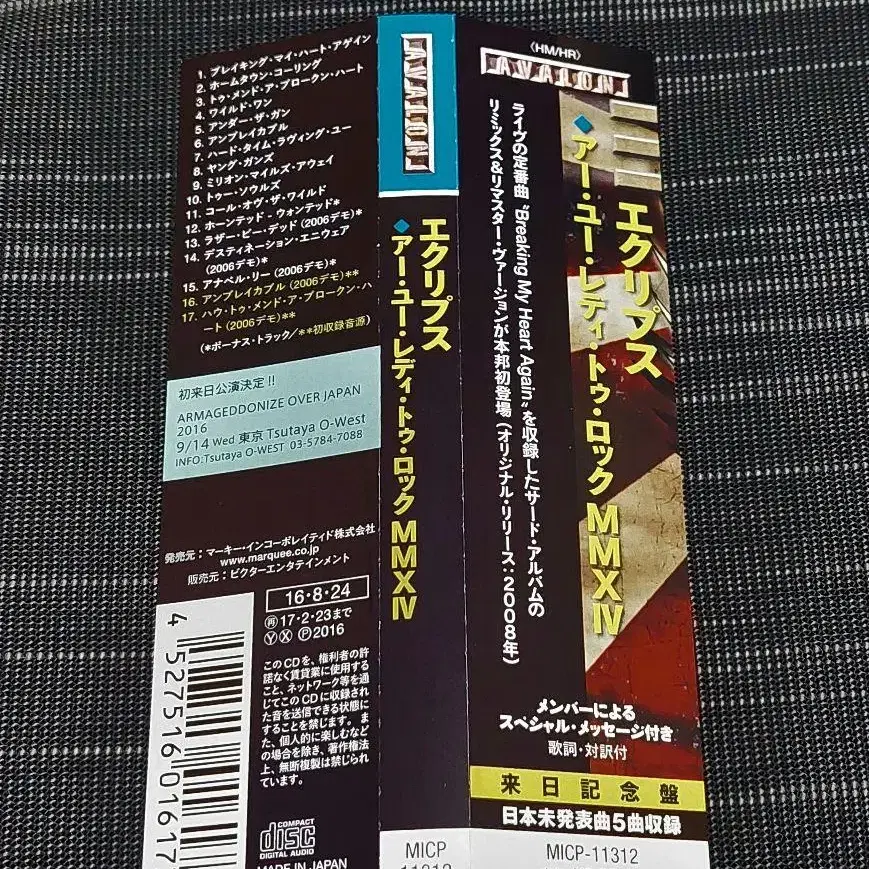 1. ブレイキング・マイ・ハート・アゲイン
2. ホームタウン・コーリング
3. トゥ・メンド・ア・ブロークン・ハート
4. ワイルド・ワン
5. アンダー・ザ・ガン
6. アンブレイカブル
7. ハード・タイム・ラヴィング・ユー
8. ヤング・ガンズ
9. ミリオン・マイルズ・アウェイ
10. トゥー・ソウルズ
11. コール・オヴ・ザ・ワイルド
12. ホーンテッド - ウォンテッド*
13. ラザー・ビー・デッド (2006デモ)*
14. デスティネーション・エニウェア
(2006デモ)*
15. アナベル・リー (2006デモ)*
16. アンブレイカブル (2006デモ)**
17. ハウ・トゥ・メンド・ア・ブロークン・ハ
ート (2006デモ)**
(*ボーナス・トラック/**初収録音源)
初来日公演決定!!
ARMAGEDDONIZE OVER JAPAN
2016
9/14 Wed 東京 Tsutaya O-West
INFO:Tsutaya O-WEST 03-5784-7088
発売元:マーキー・インコーポレイティド株式会社
www.marquee.co.jp
販売元:ビクターエンタテインメント
16・8・24
再17・2・23まで
YX Ⓟ2016
このCDを、権利者の許
諾なく賃貸業に使用する
こと、ネットワーク等を通
じてこのCDに収録され
た音を送信できる状態に
することを禁じます。ま
た、個人的に楽しむなど
の場合を除き、著作権法
上、無断複製は禁じられ
ています。
4 527516 01617
COMPACT
disc
DIGITAL AUDIO
MADE IN JAPAN
AVALON
エクリプス
◆アー・ユー・レディ・トゥ・ロック MMXIV
MICP
11312
〈HM/HR〉
AVALON
エクリプス
◆アー・ユー・レディ・トゥ・ロック MMXIV
ライヴの定番曲“Breaking My Heart Again”を収録したサード・アルバムの
リミックス&リマスター・ヴァージョンが本邦初登場(オリジナル・リリース:2008年)
メンバーによる
スペシャル・メッセージ付き
歌詞・対訳付
来日記念盤
日本未発表曲5曲収録
MICP-11312